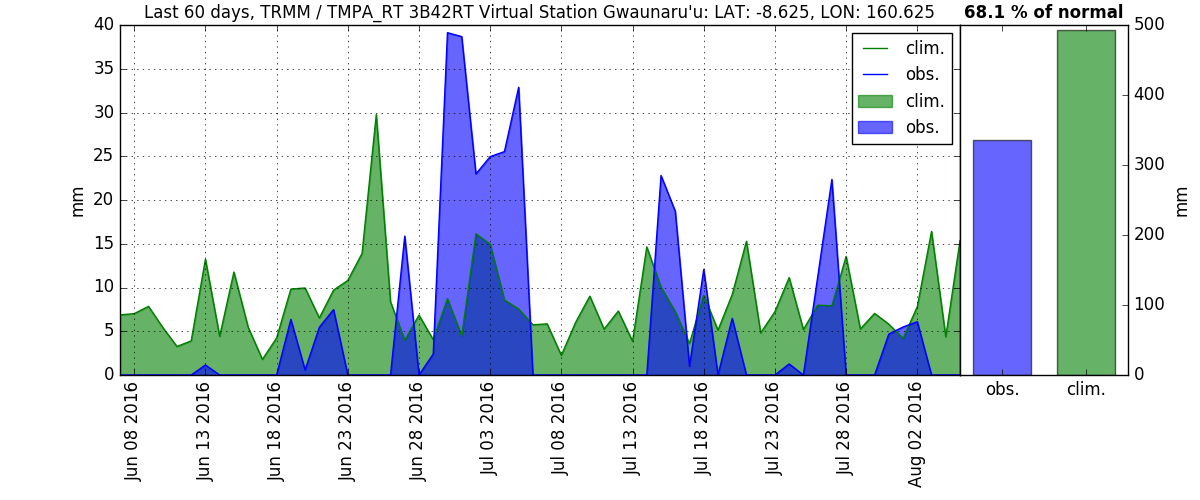 Last 60 days, TRMM / TMPA_RT 3B42RT Virtual Station Gwaunaru'u: LAT: -8.625, LON: 160.625
68.1 % of normal
40
35
30
25
20
15
10
5
0
mm
clim.
obs.
clim.
obs.
500
400
300
200
100
0
mm
Jun 08 2016
Jun 13 2016
Jun 18 2016
Jun 23 2016
Jun 28 2016
Jul 03 2016
Jul 08 2016
Jul 13 2016
Jul 18 2016
Jul 23 2016
Jul 28 2016
Aug 02 2016
obs.
clim.